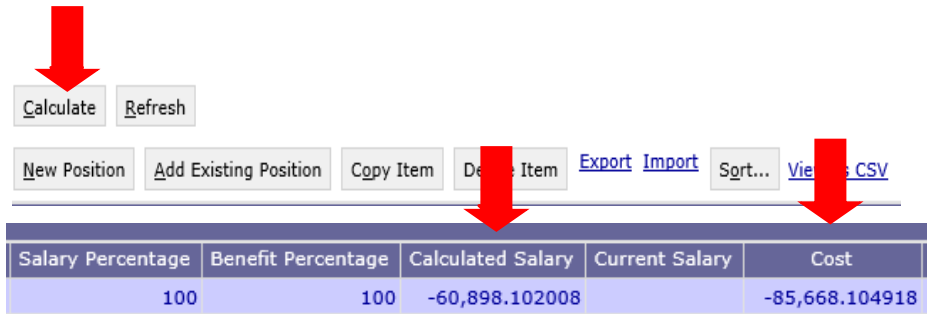 Calculate Refresh
New Position Add Existing Position Copy Item Item Export Import Sort... CSV
Salary Percentage Benefit Percentage Calculated Salary Current Salary Cost
100 100 -60,898.102008 -85,668.104918